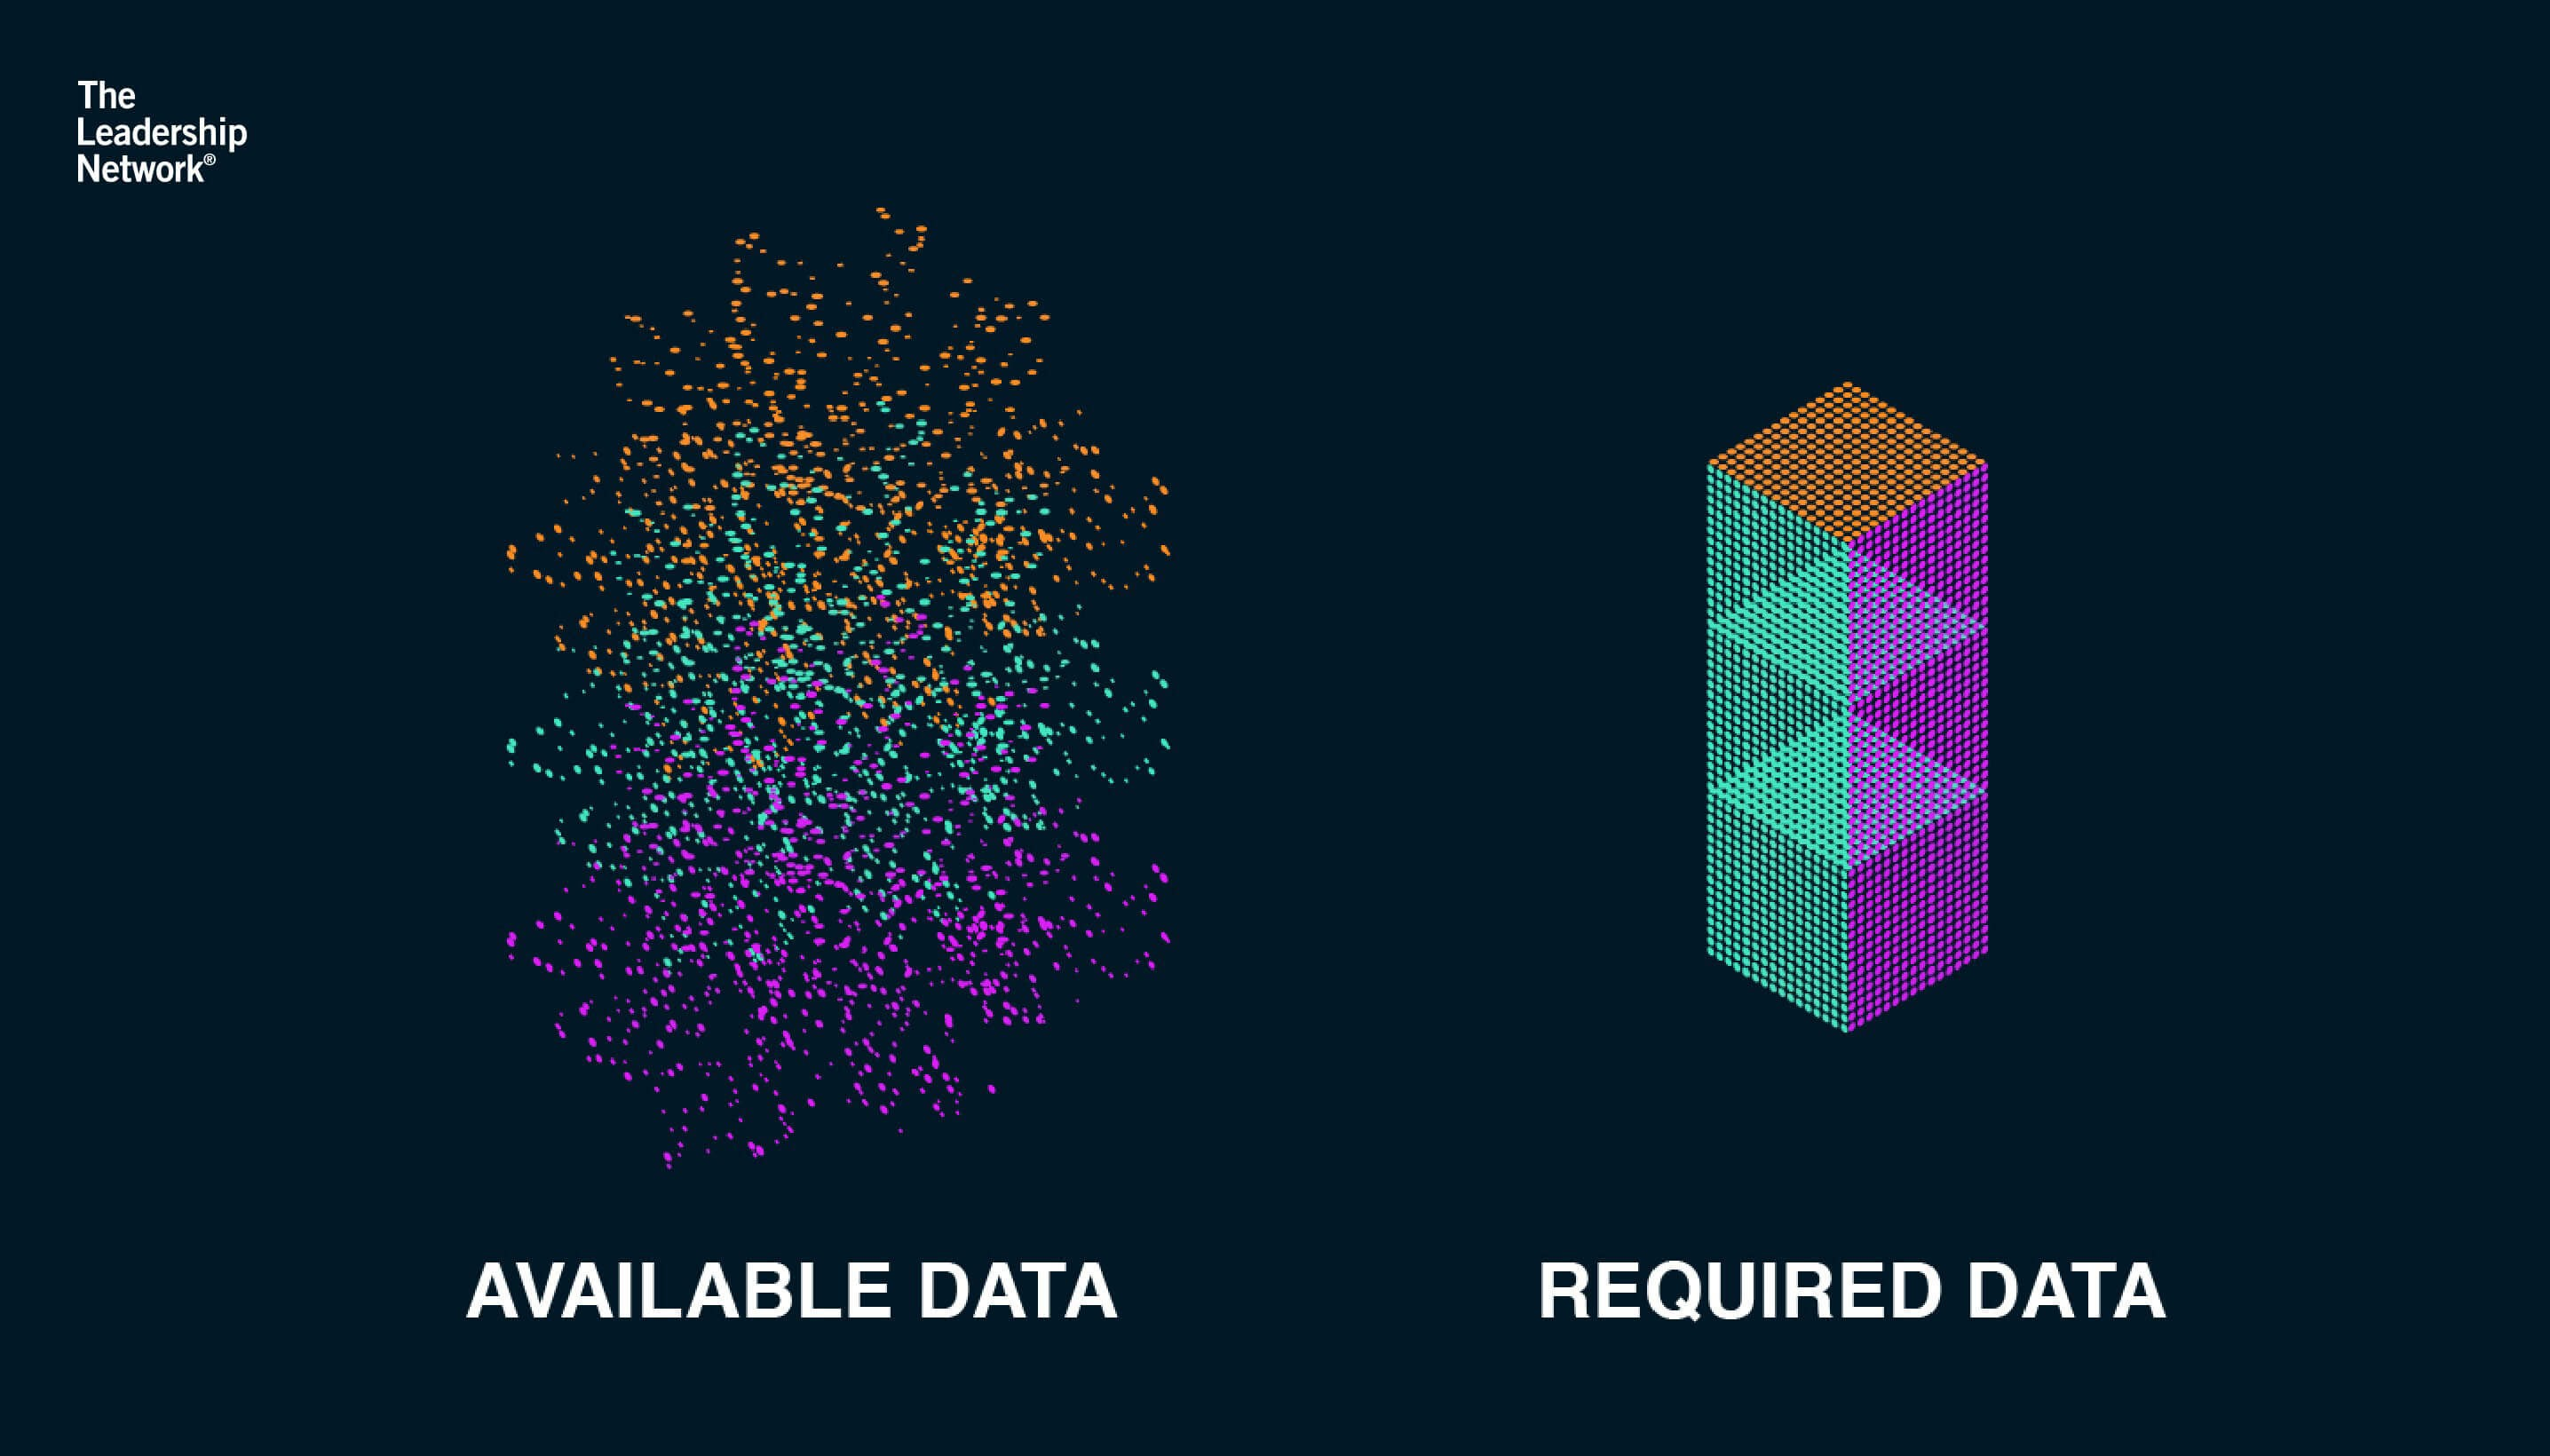 The
Leadership
Network®
AVAILABLE DATA
REQUIRED DATA